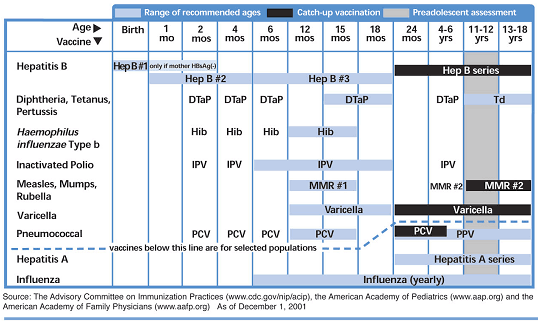 Age ▶ Range of recommended ages Catch-up vaccination Preadolescent assessment
Vaccine ▼ Birth 1 mo 2 mos 4 mos 6 mos 12 mos 15 mos 18 mos 24 mos 4-6 yrs 11-12 yrs 13-18 yrs
Hepatitis B Hep B #1 only if mother HBsAg(-)
Hep B #2 Hep B #3 Hep B series
Diphtheria, Tetanus, Pertussis DTaP DTaP DTaP DTaP DTaP Td
Haemophilus influenzae Type b Hib Hib Hib Hib
Inactivated Polio IPV IPV IPV IPV
Measles, Mumps, Rubella MMR #1 MMR #2 MMR #2
Varicella Varicella Varicella
Pneumococcal PCV PCV PCV PCV PCV PPV
vaccines below this line are for selected populations
Hepatitis A Hepatitis A series
Influenza Influenza (yearly)
Source: The Advisory Committee on Immunization Practices (www.cdc.gov/nip/acip), the American Academy of Pediatrics (www.aap.org) and the
American Academy of Family Physicians (www.aafp.org) As of December 1, 2001